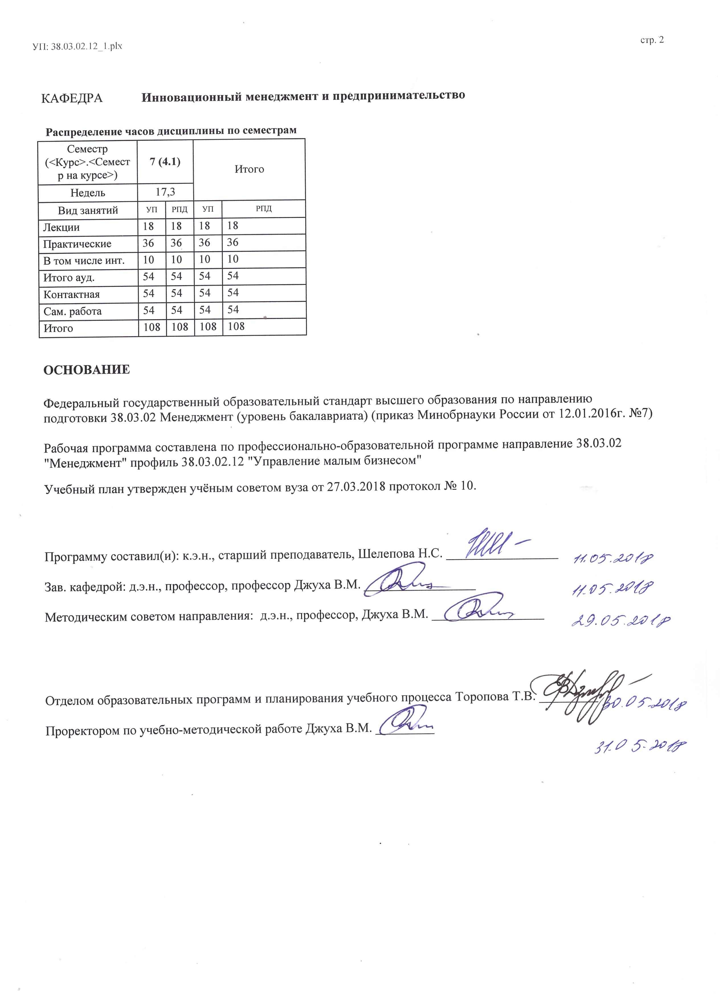 УП: 38.03.02.12_1.plx
стр. 2
КАФЕДРА Инновационный менеджмент и предпринимательство
Распределение часов дисциплины по семестрам
Семестр
(<Курс>.<Семест
р на курсе>)
7 (4.1)
Итого
Недель 17,3
Вид занятий УП РПД УП РПД
Лекции 18 18 18 18
Практические 36 36 36 36
В том числе инт. 10 10 10 10
Итого ауд. 54 54 54 54
Контактная 54 54 54 54
Сам. работа 54 54 54 54
Итого 108 108 108 108
ОСНОВАНИЕ
Федеральный государственный образовательный стандарт высшего образования по направлению
подготовки 38.03.02 Менеджмент (уровень бакалавриата) (приказ Минобрнауки России от 12.01.2016г. №7)
Рабочая программа составлена по профессионально-образовательной программе направление 38.03.02
"Менеджмент" профиль 38.03.02.12 "Управление малым бизнесом"
Учебный план утвержден учёным советом вуза от 27.03.2018 протокол № 10.
Программу составил(и): к.э.н., старший преподаватель, Шелепова Н.С. 11.05.2018
Зав. кафедрой: д.э.н., профессор, профессор Джуха В.М. 11.05.2018
Методическим советом направления: д.э.н., профессор, Джуха В.М. 29.05.2018
Отделом образовательных программ и планирования учебного процесса Торопова Т.В. 30.05.2018
Проректором по учебно-методической работе Джуха В.М.
31.05.2018